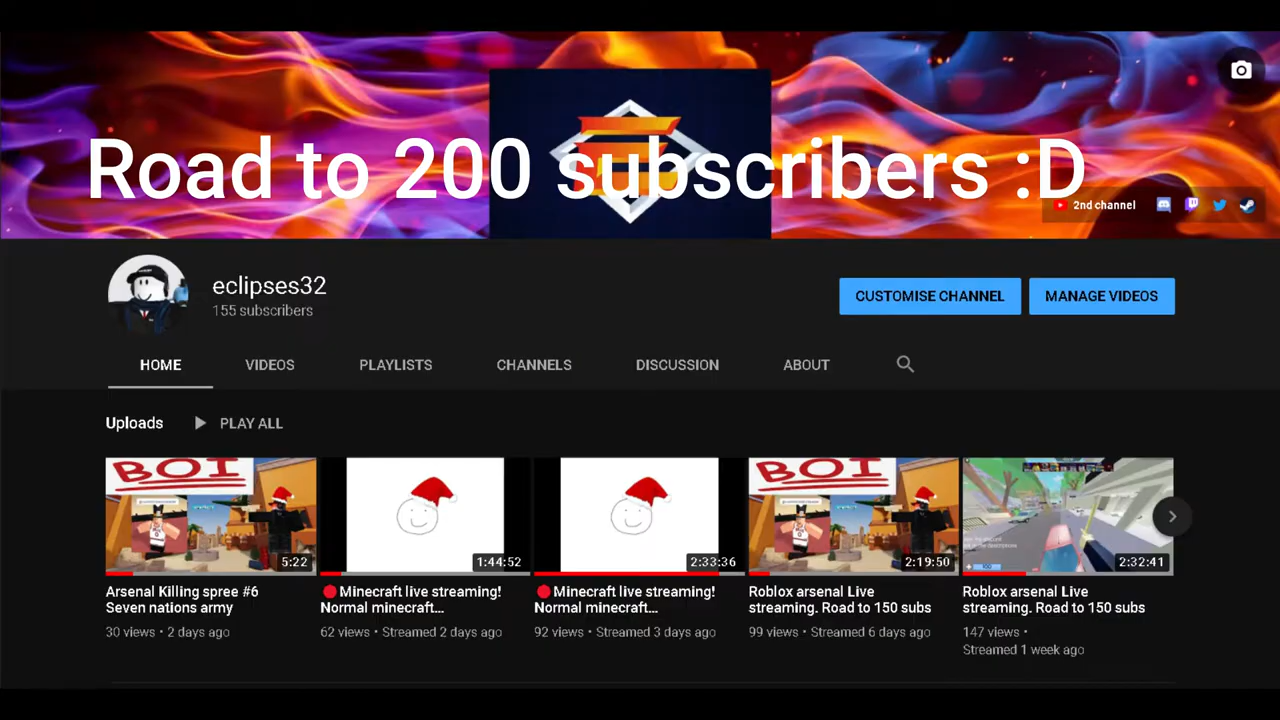 Road to 200 subscribers :D
2nd channel
eclipses32
155 subscribers
CUSTOMISE CHANNEL
MANAGE VIDEOS
HOME VIDEOS PLAYLISTS CHANNELS DISCUSSION ABOUT
Uploads PLAY ALL
BOI
BOI
5:22
1:44:52
2:33:36
2:19:50
2:32:41
Arsenal Killing spree #6
Seven nations army
30 views • 2 days ago
Minecraft live streaming!
Normal minecraft...
62 views • Streamed 2 days ago
Minecraft live streaming!
Normal minecraft...
92 views • Streamed 3 days ago
Roblox arsenal Live
streaming. Road to 150 subs
99 views • Streamed 6 days ago
Roblox arsenal Live
streaming. Road to 150 subs
147 views •
Streamed 1 week ago